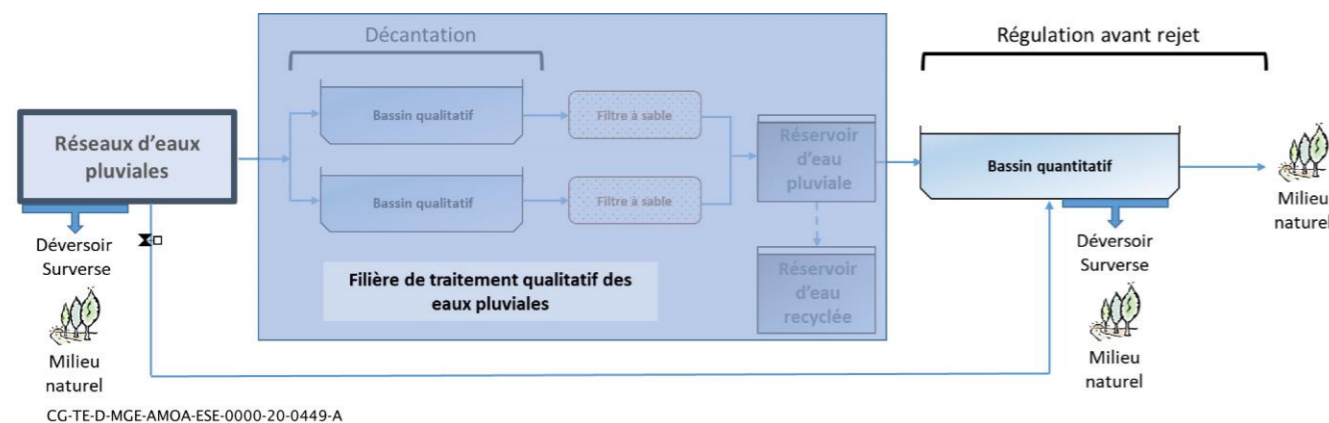 Décantation
Régulation avant rejet
Réseaux d'eaux
pluviales
Bassin qualitatif
Filtre à sable
Bassin qualitatif
Filtre à sable
Réservoir
d'eau
pluviale
Réservoir
d'eau
recyclée
Filière de traitement qualitatif des
eaux pluviales
Bassin quantitatif
Milieu
naturel
Déversoir
Surverse
Milieu
naturel
Déversoir
Surverse
Milieu
naturel
CG-TE-D-MGE-AMOA-ESE-0000-20-0449-A